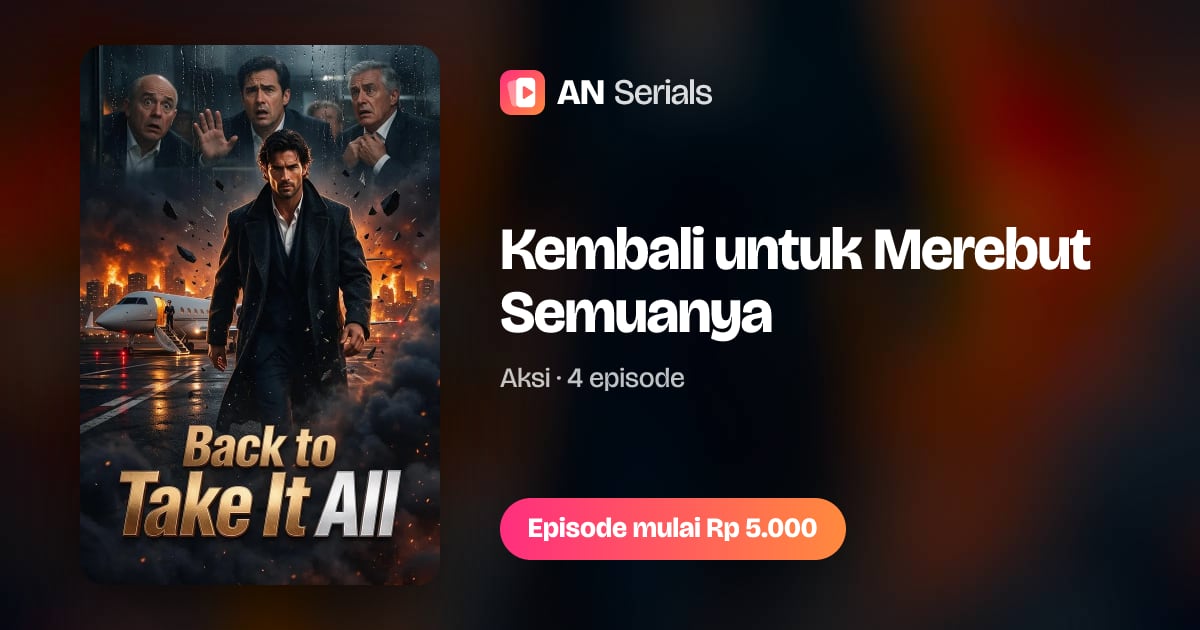 Back to
Take It All
AN Serials
Kembali untuk Merebut
Semuanya
Aksi · 4 episode
Episode mulai Rp 5.000